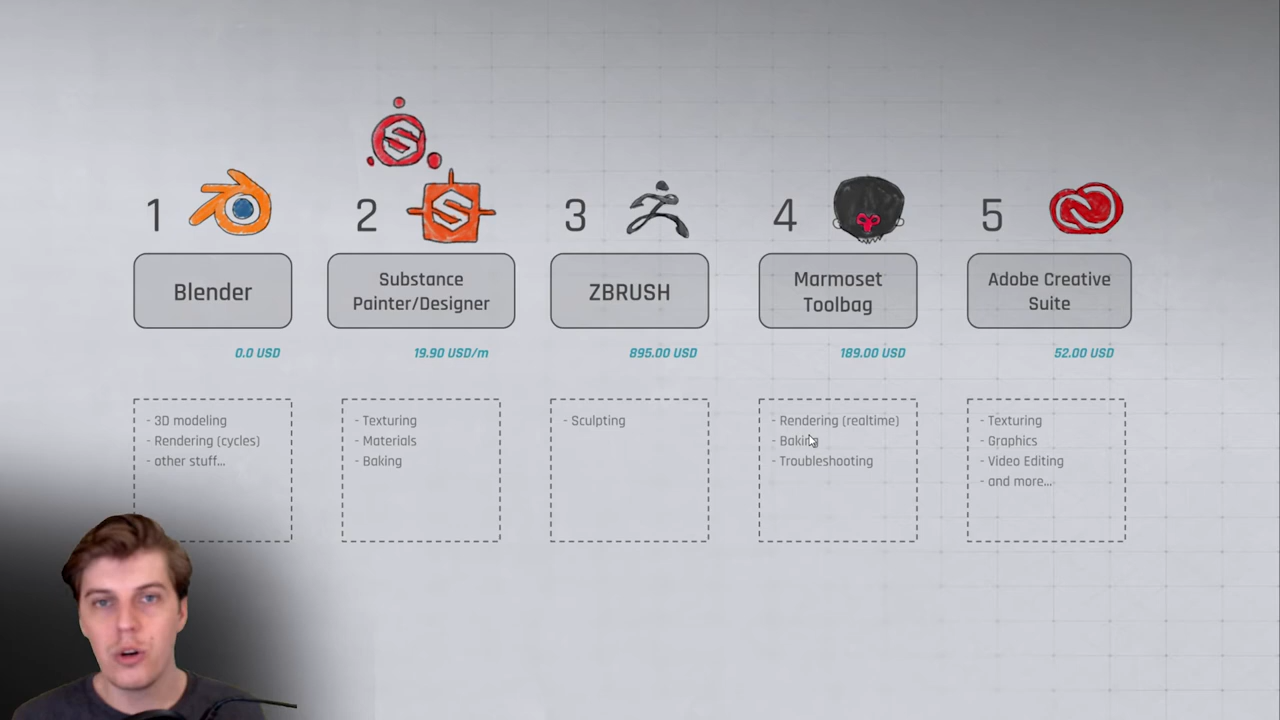 1
2
3
4
5
Blender
Substance
Painter/Designer
ZBRUSH
Marmoset
Toolbag
Adobe Creative
Suite
0.0 USD
19.90 USD/m
895.00 USD
189.00 USD
52.00 USD
- 3D modeling
- Rendering (cycles)
- other stuff...
- Texturing
- Materials
- Baking
- Sculpting
- Rendering (realtime)
- Baking
- Troubleshooting
- Texturing
- Graphics
- Video Editing
- and more...